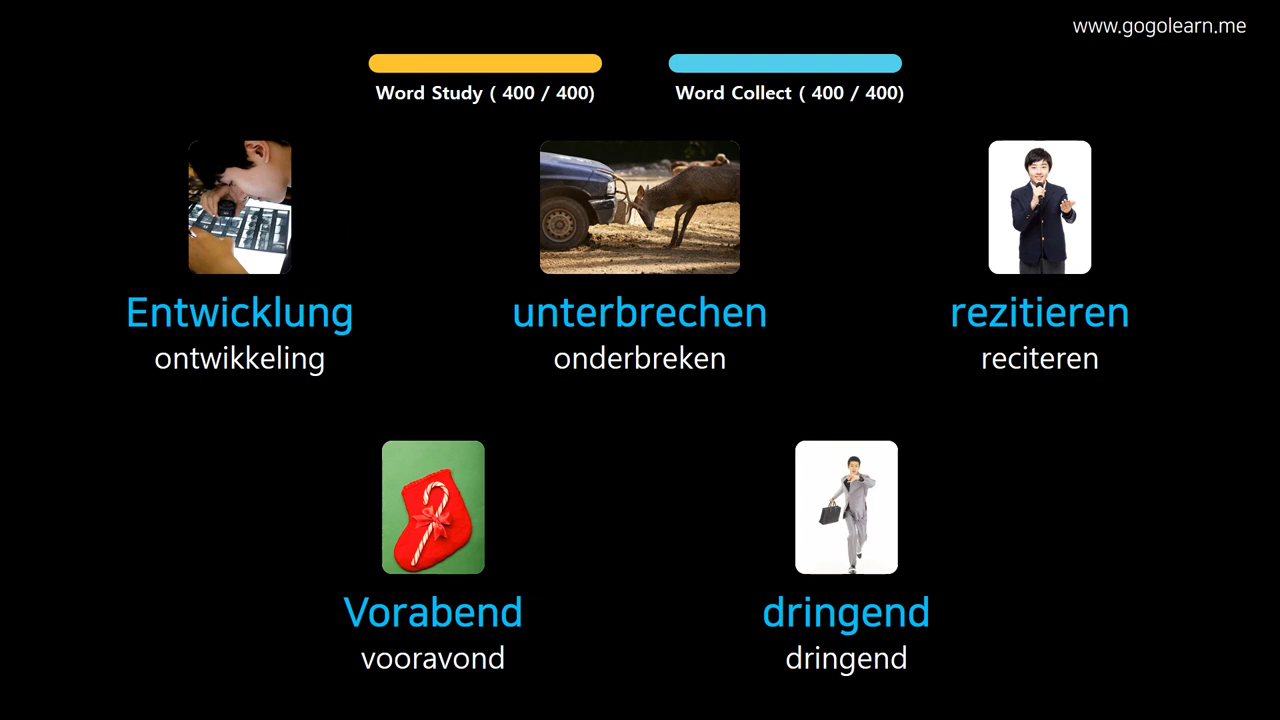 www.gogolearn.me
Word Study ( 400 / 400)
Word Collect ( 400 / 400)
Entwicklung
ontwikkeling
unterbrechen
onderbreken
rezitieren
reciteren
Vorabend
vooravond
dringend
dringend